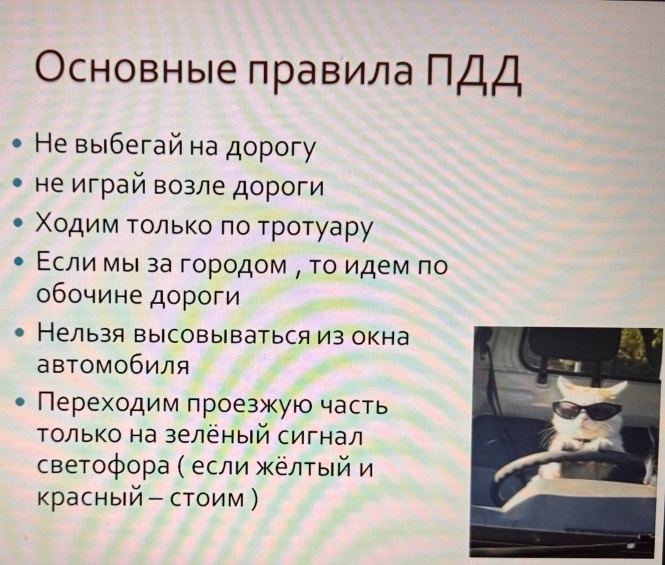 Основные правила ПДД
• Не выбегай на дорогу
• не играй возле дороги
• Ходим только по тротуару
• Если мы за городом , то идем по
обочине дороги
• Нельзя высовываться из окна
автомобиля
• Переходим проезжую часть
только на зелёный сигнал
светофора ( если жёлтый и
красный – стоим )